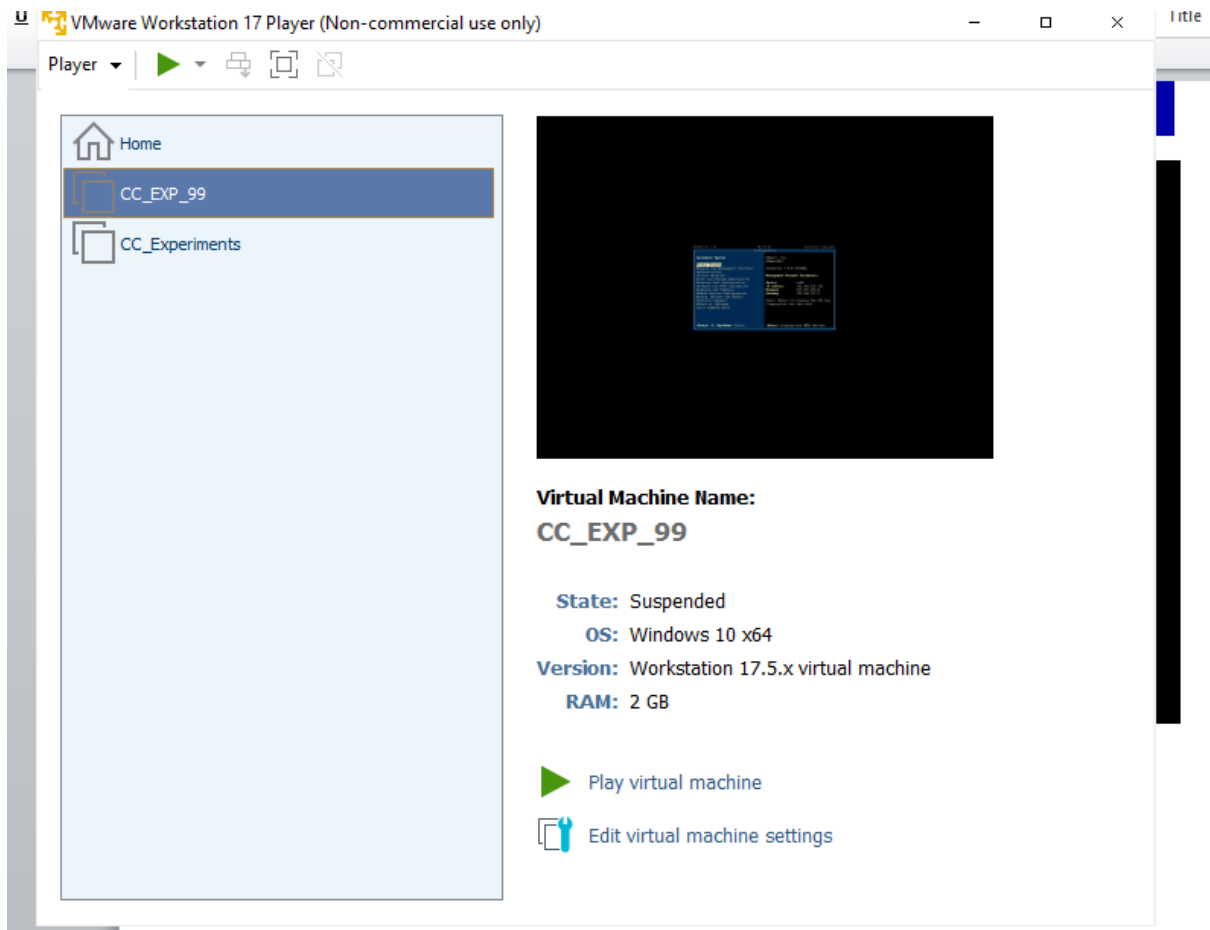 U
VMware Workstation 17 Player (Non-commercial use only)
Title
Player
Home
CC_EXP_99
CC_Experiments
Virtual Machine Name:
CC_EXP_99
State: Suspended
OS: Windows 10 x64
Version: Workstation 17.5.x virtual machine
RAM: 2 GB
Play virtual machine
Edit virtual machine settings